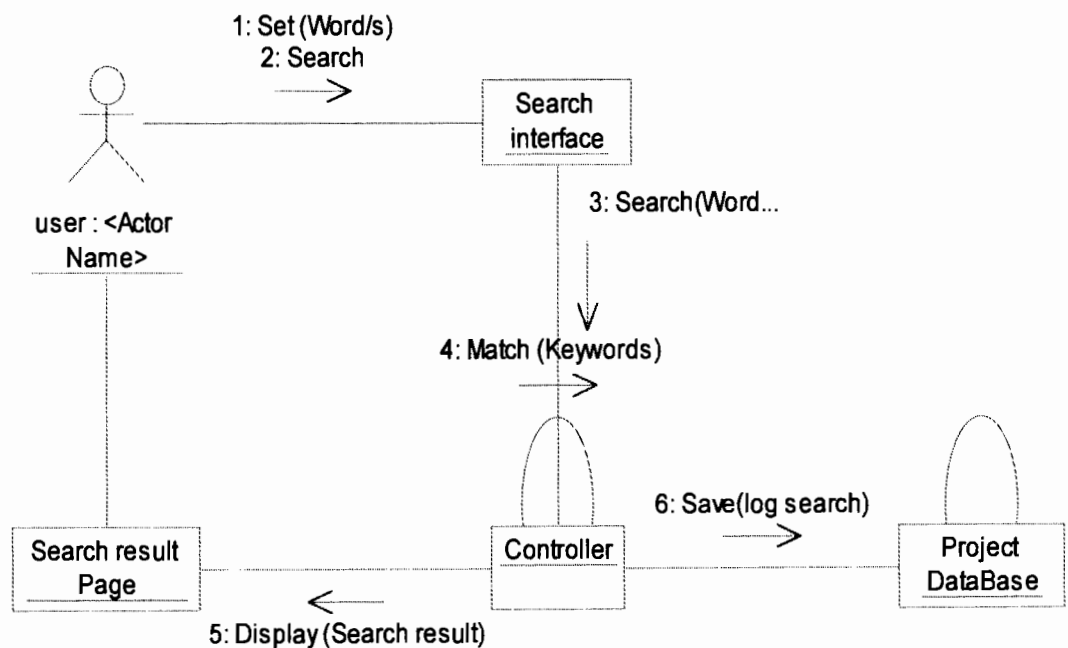 1: Set (Word/s)
2: Search
Search
interface
user : <Actor
Name>
3: Search(Word...
4: Match (Keywords)
6: Save(log search)
Search result
Page
Controller
Project
DataBase
5: Display (Search result)